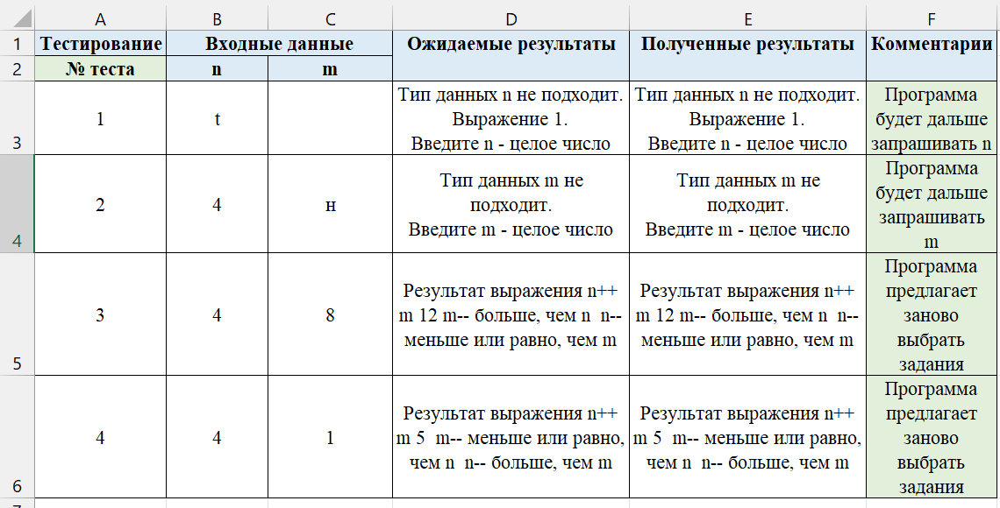 A B C D E F
1 Тестирование Входные данные Ожидаемые результаты Полученные результаты Комментарии
2 № теста n m
3 1 t
Тип данных n не подходит.
Выражение 1.
Введите n - целое число
Тип данных n не подходит.
Выражение 1.
Введите n - целое число
Программа
будет дальше
запрашивать n
4 2 4 н
Тип данных m не
подходит.
Введите m - целое число
Тип данных m не
подходит.
Введите m - целое число
Программа
будет дальше
запрашивать
m
5 3 4 8
Результат выражения n++
m 12 m-- больше, чем n n--
меньше или равно, чем m
Результат выражения n++
m 12 m-- больше, чем n n--
меньше или равно, чем m
Программа
предлагает
заново
выбрать
задания
6 4 4 1
Результат выражения n++
m 5 m-- меньше или равно,
чем n n-- больше, чем m
Результат выражения n++
m 5 m-- меньше или равно,
чем n n-- больше, чем m
Программа
предлагает
заново
выбрать
задания